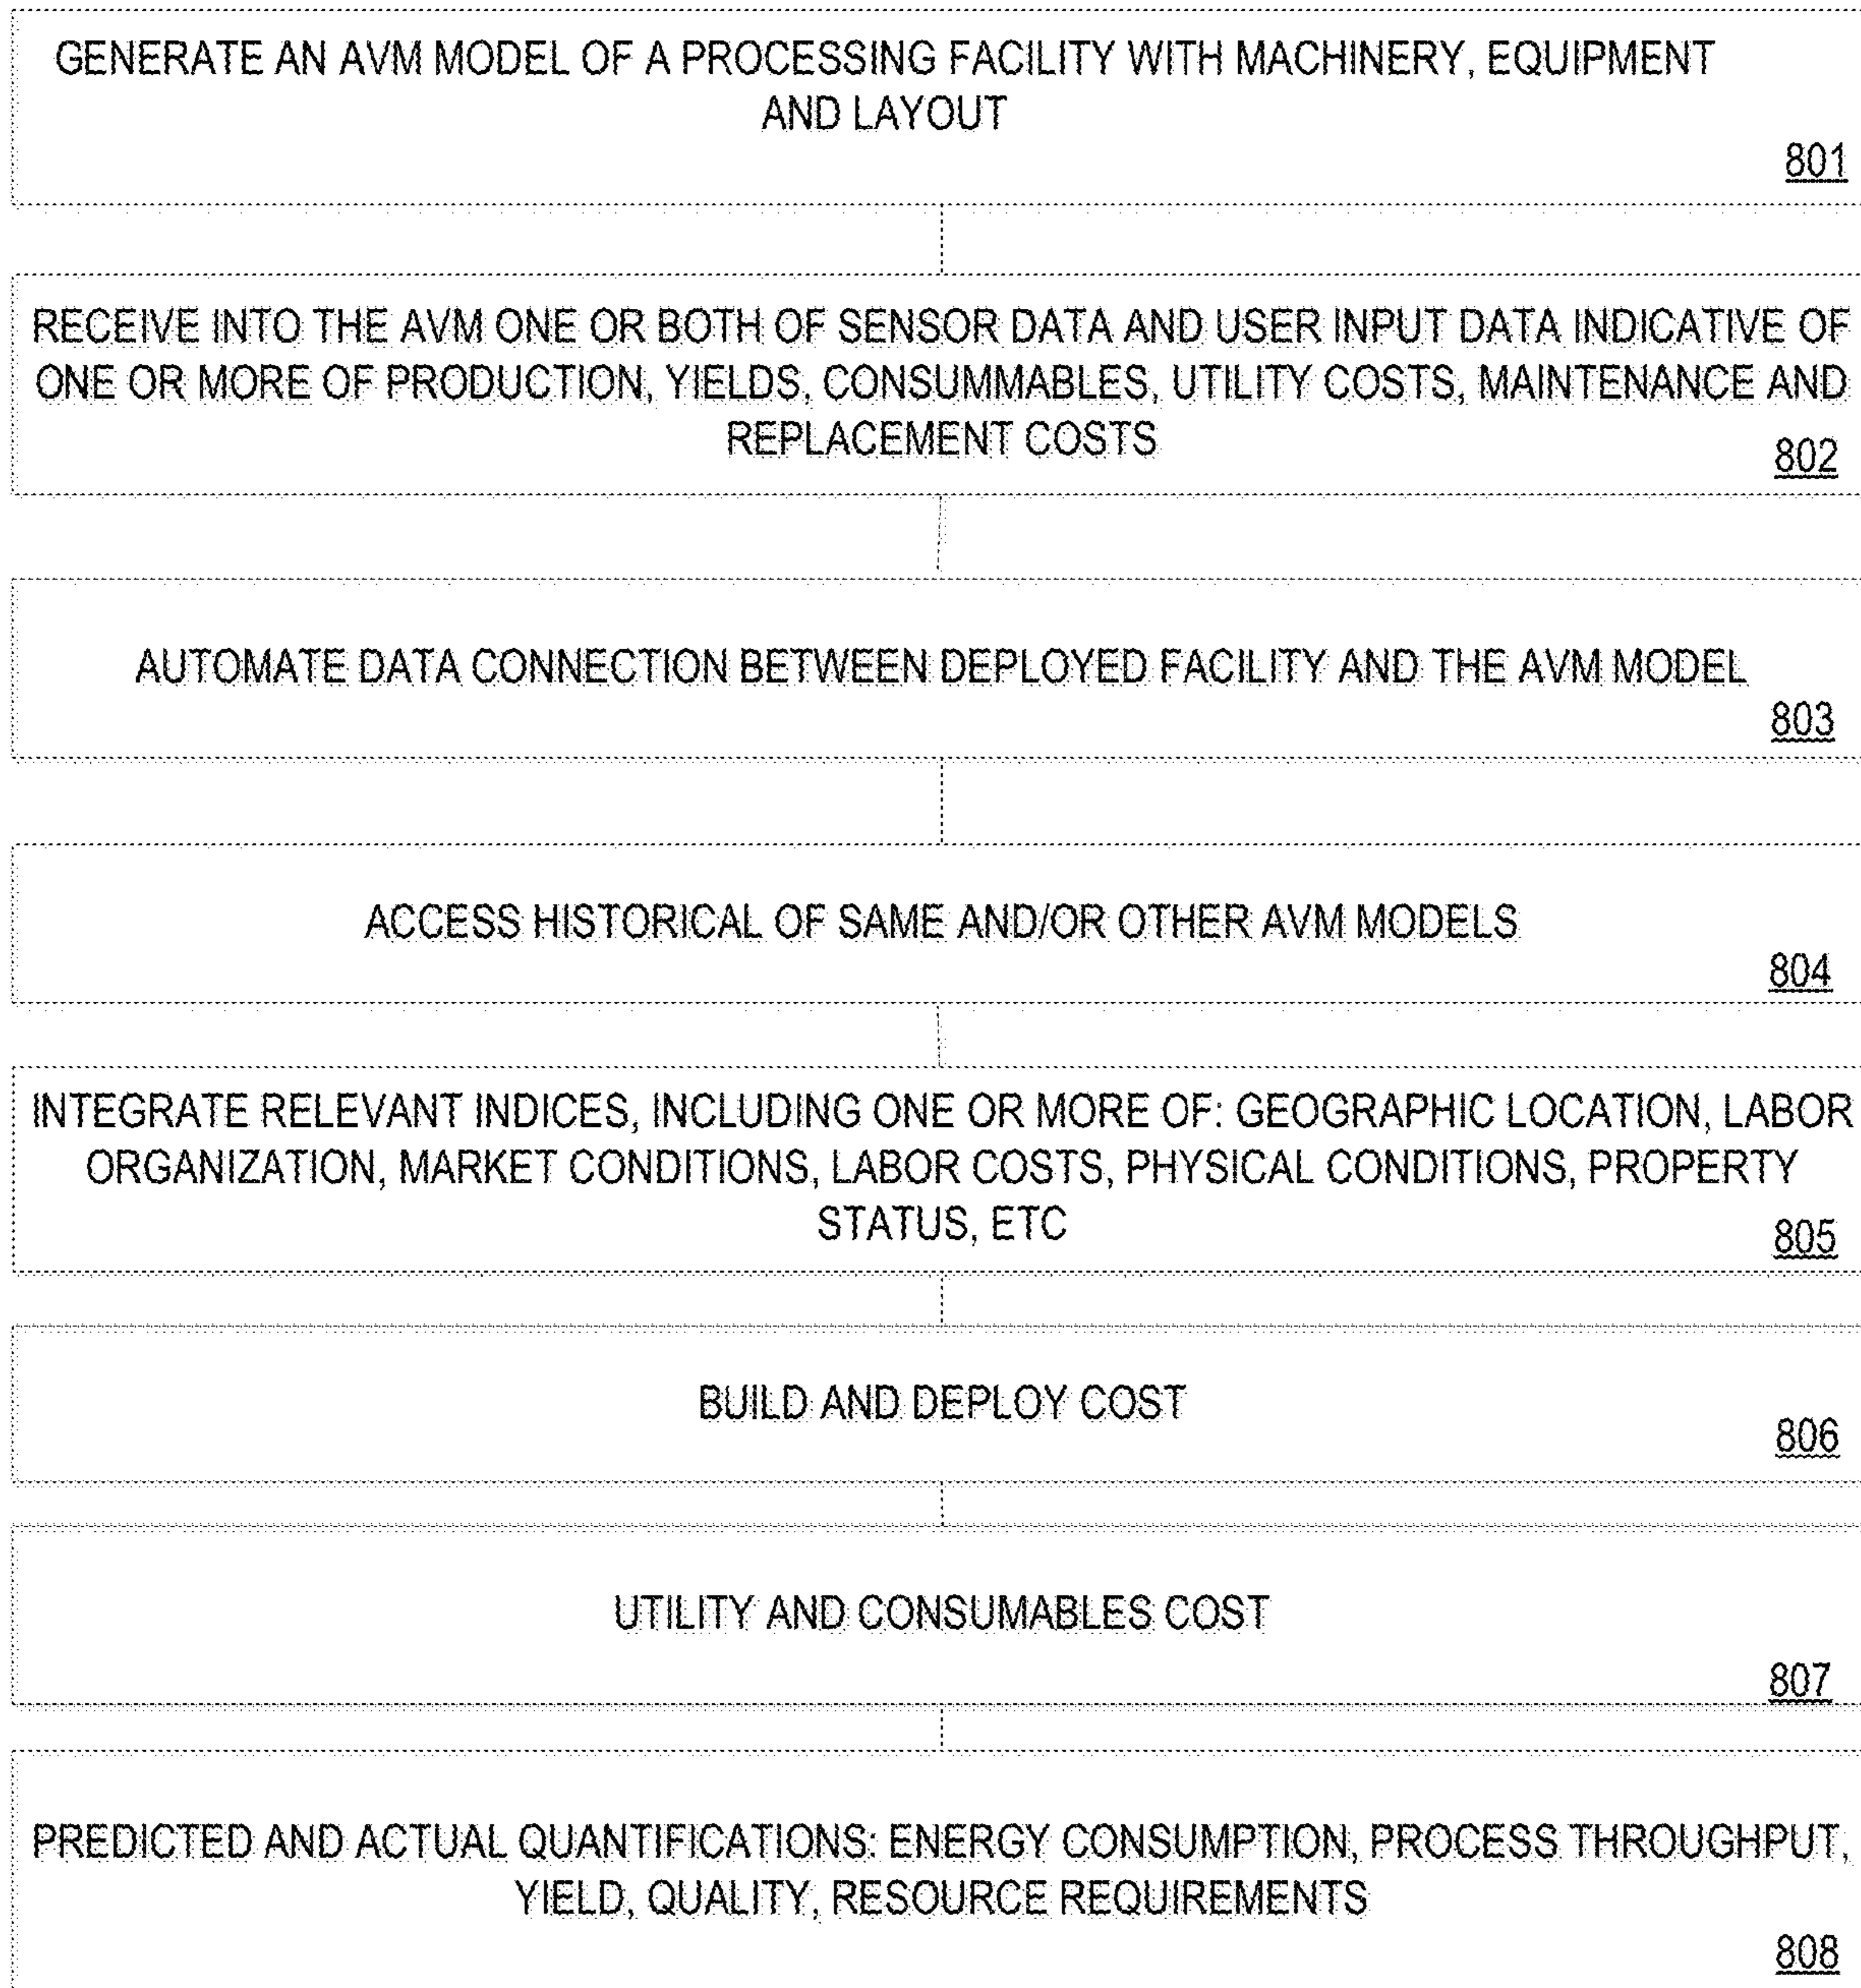 GENERATE AN AVM MODEL OF A PROCESSING FACILITY WITH MACHINERY, EQUIPMENT
AND LAYOUT
801
RECEIVE INTO THE AVM ONE OR BOTH OF SENSOR DATA AND USER INPUT DATA INDICATIVE OF
ONE OR MORE OF PRODUCTION, YIELDS, CONSUMMABLES, UTILITY COSTS, MAINTENANCE AND
REPLACEMENT COSTS
802
AUTOMATE DATA CONNECTION BETWEEN DEPLOYED FACILITY AND THE AVM MODEL
803
ACCESS HISTORICAL OF SAME AND/OR OTHER AVM MODELS
804
INTEGRATE RELEVANT INDICES, INCLUDING ONE OR MORE OF: GEOGRAPHIC LOCATION, LABOR
ORGANIZATION, MARKET CONDITIONS, LABOR COSTS, PHYSICAL CONDITIONS, PROPERTY
STATUS, ETC
805
BUILD AND DEPLOY COST
806
UTILITY AND CONSUMABLES COST
807
PREDICTED AND ACTUAL QUANTIFICATIONS: ENERGY CONSUMPTION, PROCESS THROUGHPUT,
YIELD, QUALITY, RESOURCE REQUIREMENTS
808